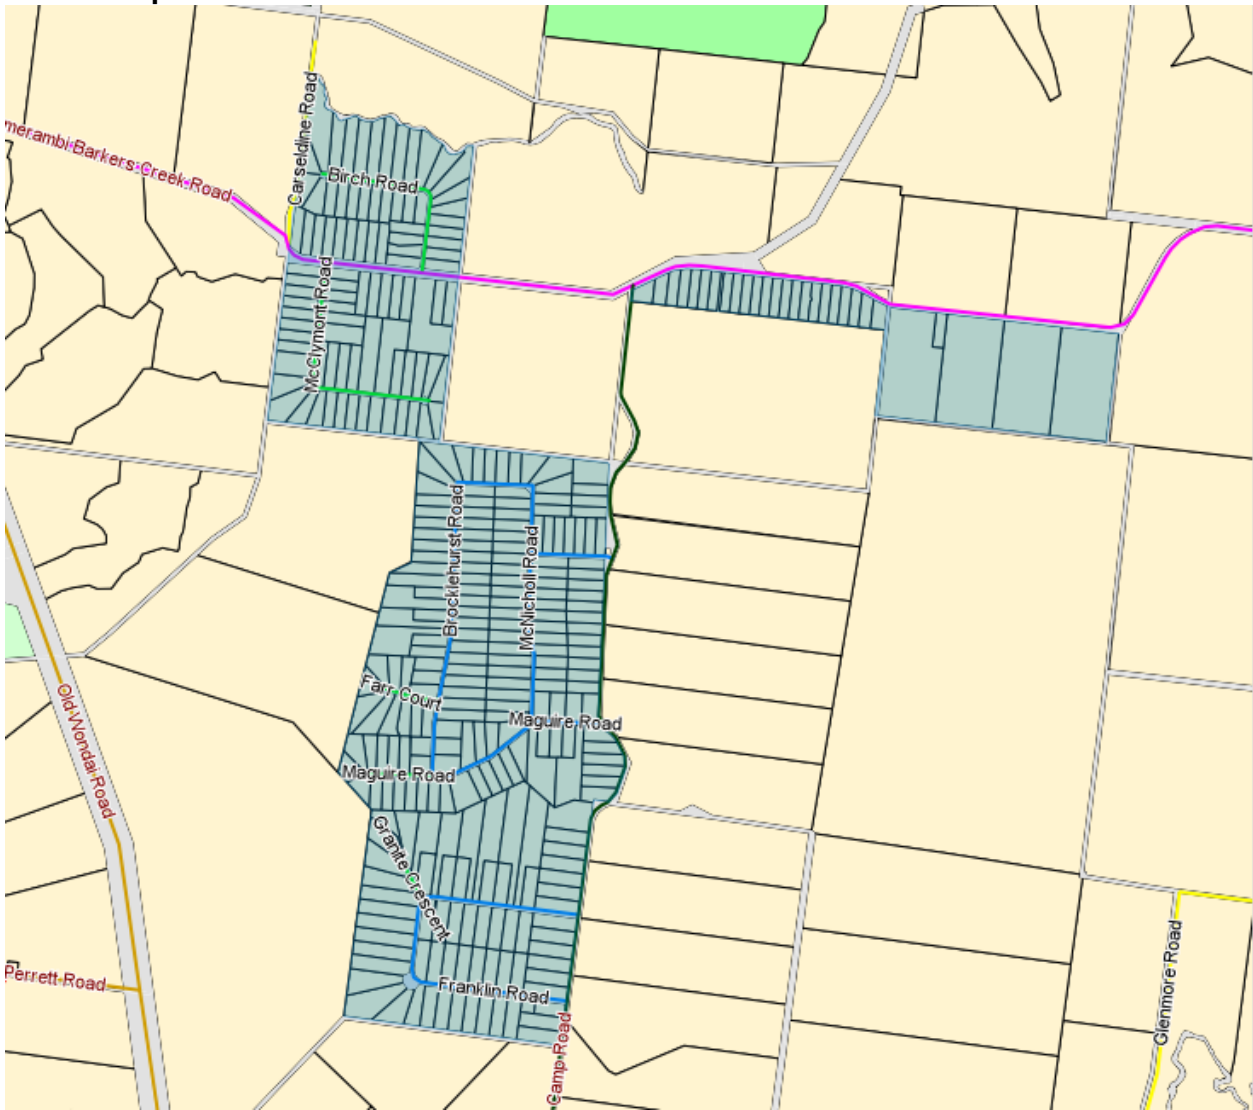 Carseldine Road
merambi Barkers Creek Road
Birch Road
McClymont Road
Brocklehurst Road
McNicholl Road
Farr Court
Maguire Road
Old Wondai Road
Maguire Road
Granite Crescent
Glenmore Road
Perrett Road
Franklin Road
Camp Road